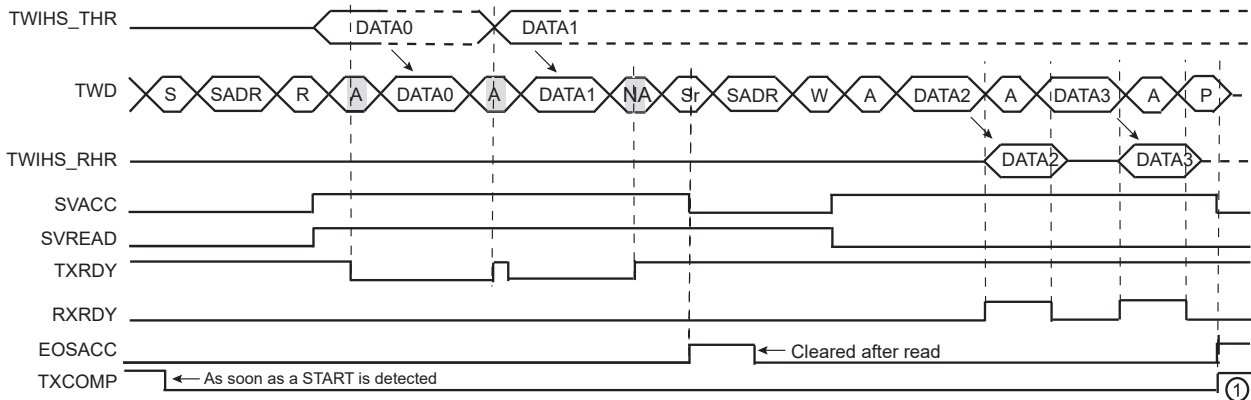 TWIHS_THR DATA0 DATA1
TWD S SADR R A DATA0 A DATA1 NA Sr SADR W A DATA2 A DATA3 A P
TWIHS_RHR DATA2 DATA3
SVACC
SVREAD
TXRDY
RXRDY
EOSACC Cleared after read
TXCOMP As soon as a START is detected 1